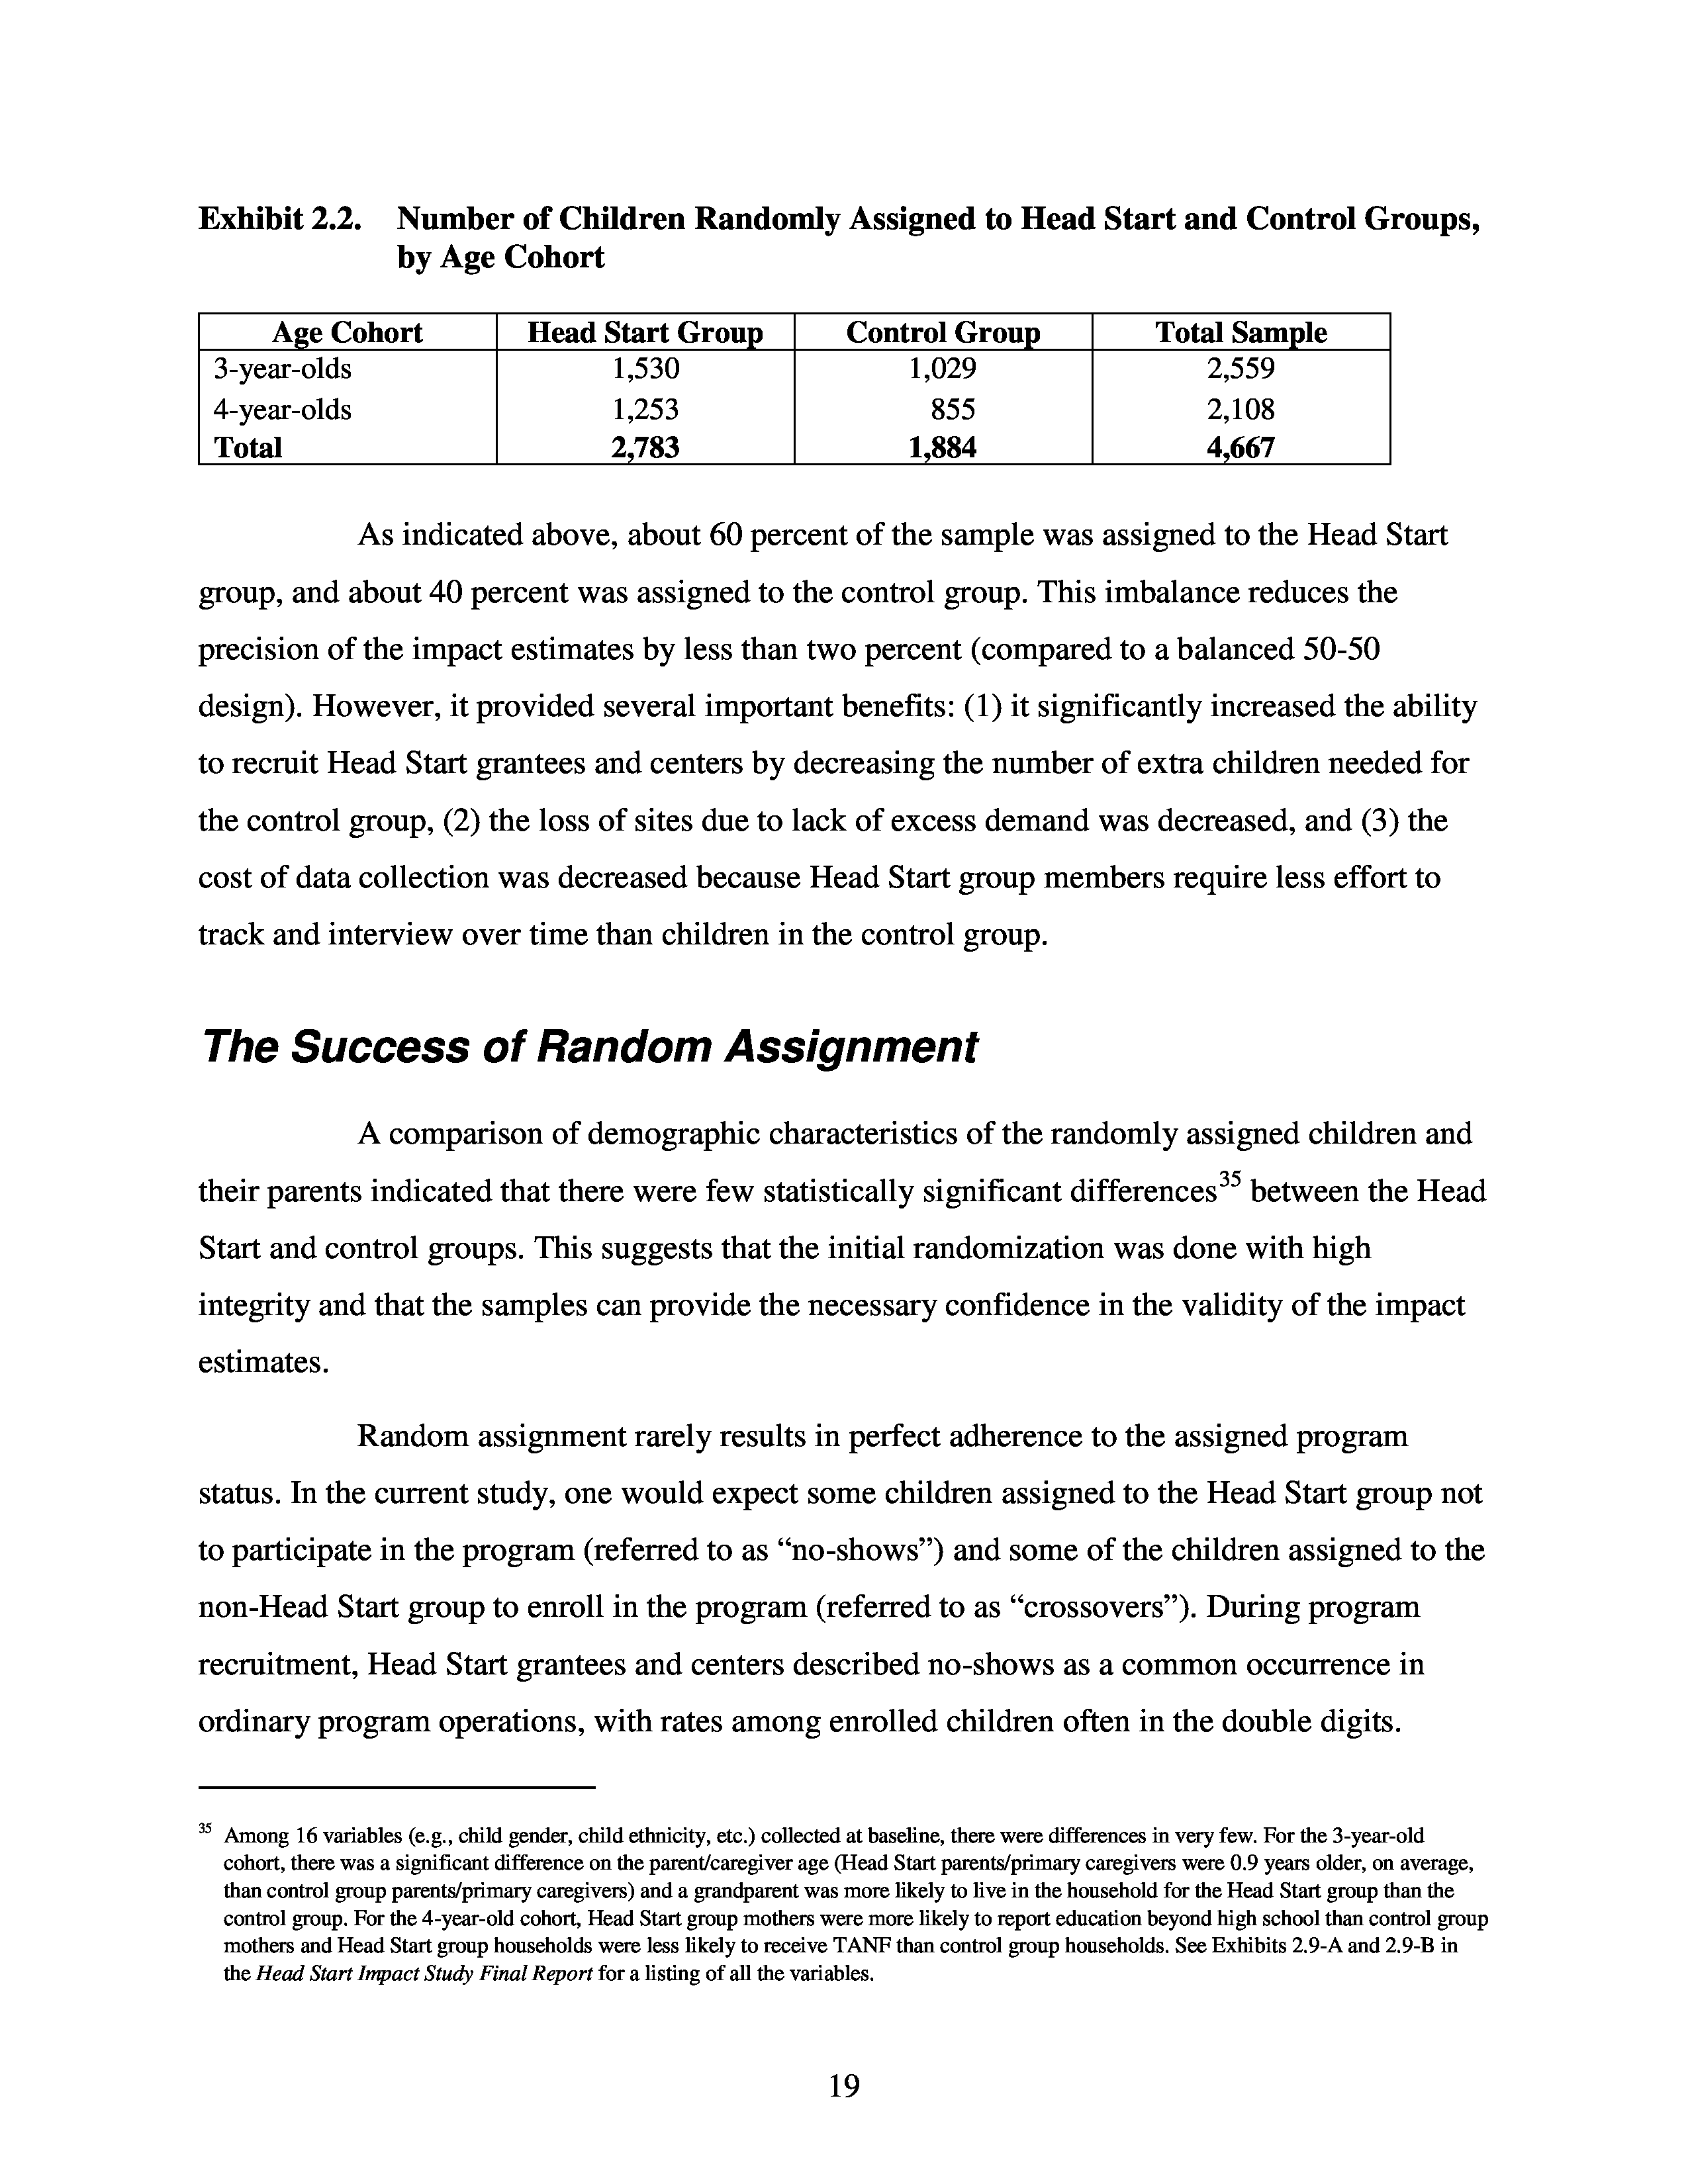 Exhibit 2.2. Number of Children Randomly Assigned to Head Start and Control Groups,
by Age Cohort
Age Cohort Head Start Group Control Group Total Sample
3-year-olds 1,530 1,029 2,559
4-year-olds 1,253 855 2,108
Total 2,783 1,884 4,667
As indicated above, about 60 percent of the sample was assigned to the Head Start
group, and about 40 percent was assigned to the control group. This imbalance reduces the
precision of the impact estimates by less than two percent (compared to a balanced 50-50
design). However, it provided several important benefits: (1) it significantly increased the ability
to recruit Head Start grantees and centers by decreasing the number of extra children needed for
the control group, (2) the loss of sites due to lack of excess demand was decreased, and (3) the
cost of data collection was decreased because Head Start group members require less effort to
track and interview over time than children in the control group.
The Success of Random Assignment
A comparison of demographic characteristics of the randomly assigned children and
their parents indicated that there were few statistically significant differences35 between the Head
Start and control groups. This suggests that the initial randomization was done with high
integrity and that the samples can provide the necessary confidence in the validity of the impact
estimates.
Random assignment rarely results in perfect adherence to the assigned program
status. In the current study, one would expect some children assigned to the Head Start group not
to participate in the program (referred to as “no-shows”) and some of the children assigned to the
non-Head Start group to enroll in the program (referred to as “crossovers”). During program
recruitment, Head Start grantees and centers described no-shows as a common occurrence in
ordinary program operations, with rates among enrolled children often in the double digits.
35 Among 16 variables (e.g., child gender, child ethnicity, etc.) collected at baseline, there were differences in very few. For the 3-year-old
cohort, there was a significant difference on the parent/caregiver age (Head Start parents/primary caregivers were 0.9 years older, on average,
than control group parents/primary caregivers) and a grandparent was more likely to live in the household for the Head Start group than the
control group. For the 4-year-old cohort, Head Start group mothers were more likely to report education beyond high school than control group
mothers and Head Start group households were less likely to receive TANF than control group households. See Exhibits 2.9-A and 2.9-B in
the Head Start Impact Study Final Report for a listing of all the variables.
19